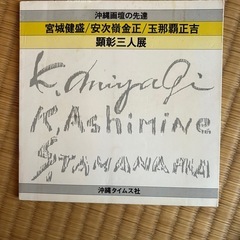 沖縄画壇の先達
宮城健盛/安次嶺金正/玉那覇正吉
顕彰三人展
K.Miyagi
K.Ashimine
S.TAMANAHA
沖縄タイムス社